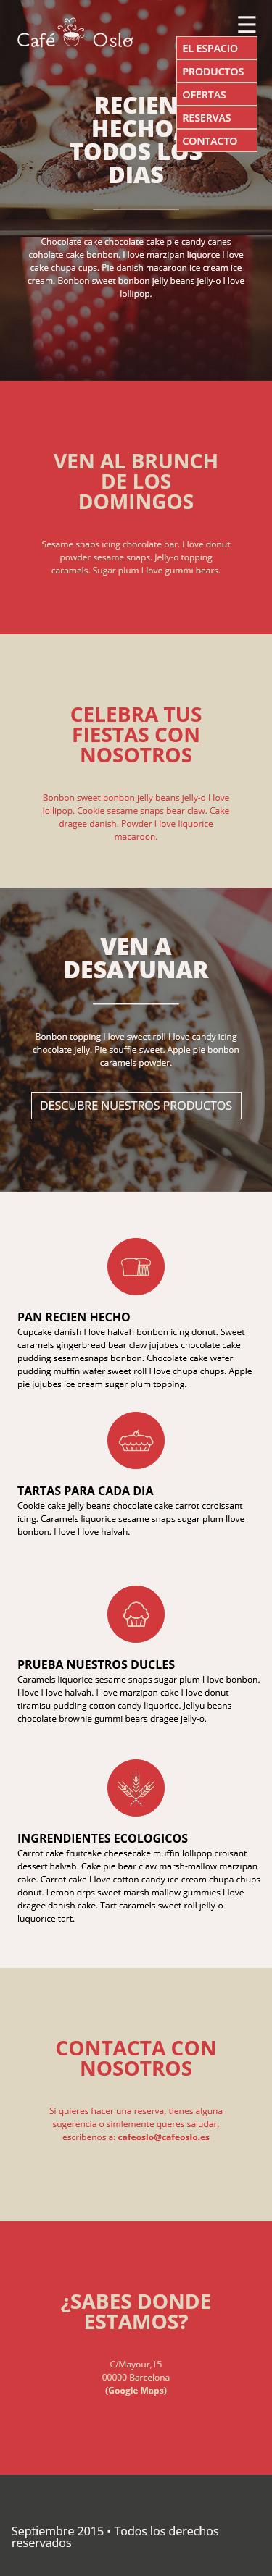 Café Oslo
☰
EL ESPACIO
PRODUCTOS
OFERTAS
RESERVAS
CONTACTO
RECIEN
HECHO,
TODOS LOS
DIAS
Chocolate cake chocolate cake pie candy canes
coholate cake bonbon. I love marzipan liquorce I love
cake chupa cups. Pie danish macaroon ice cream ice
cream. Bonbon sweet bonbon jelly beans jelly-o I love
lollipop.
VEN AL BRUNCH
DE LOS
DOMINGOS
Sesame snaps icing chocolate bar. I love donut
powder sesame snaps. Jelly-o topping
caramels. Sugar plum I love gummi bears.
CELEBRA TUS
FIESTAS CON
NOSOTROS
Bonbon sweet bonbon jelly beans jelly-o I love
lollipop. Cookie sesame snaps bear claw. Cake
dragee danish. Powder I love liquorice
macaroon.
VEN A
DESAYUNAR
Bonbon topping I love sweet roll I love candy icing
chocolate jelly. Pie souffle sweet. Apple pie bonbon
caramels powder.
DESCUBRE NUESTROS PRODUCTOS
PAN RECIEN HECHO
Cupcake danish I love halvah bonbon icing donut. Sweet
caramels gingerbread bear claw jujubes chocolate cake
pudding sesamesnaps bonbon. Chocolate cake wafer
pudding muffin wafer sweet roll I love chupa chups. Apple
pie jujubes ice cream sugar plum topping.
TARTAS PARA CADA DIA
Cookie cake jelly beans chocolate cake carrot ccroissant
icing. Caramels liquorice sesame snaps sugar plum Ilove
bonbon. I love I love halvah.
PRUEBA NUESTROS DUCLES
Caramels liquorice sesame snaps sugar plum I love bonbon.
I love I love halvah. I love marzipan cake I love donut
tiramisu pudding cotton candy liquorice. Jellyu beans
chocolate brownie gummi bears dragee jelly-o.
INGRENDIENTES ECOLOGICOS
Carrot cake fruitcake cheesecake muffin lollipop croisant
dessert halvah. Cake pie bear claw marsh-mallow marzipan
cake. Carrot cake I love cotton candy ice cream chupa chups
donut. Lemon drps sweet marsh mallow gummies I love
dragee danish cake. Tart caramels sweet roll jelly-o
luquorice tart.
CONTACTA CON
NOSOTROS
Si quieres hacer una reserva, tienes alguna
sugerencia o simlemente queres saludar,
escribenos a: cafeoslo@cafeoslo.es
¿SABES DONDE
ESTAMOS?
C/Mayour,15
00000 Barcelona
(Google Maps)
Septiembre 2015 • Todos los derechos
reservados